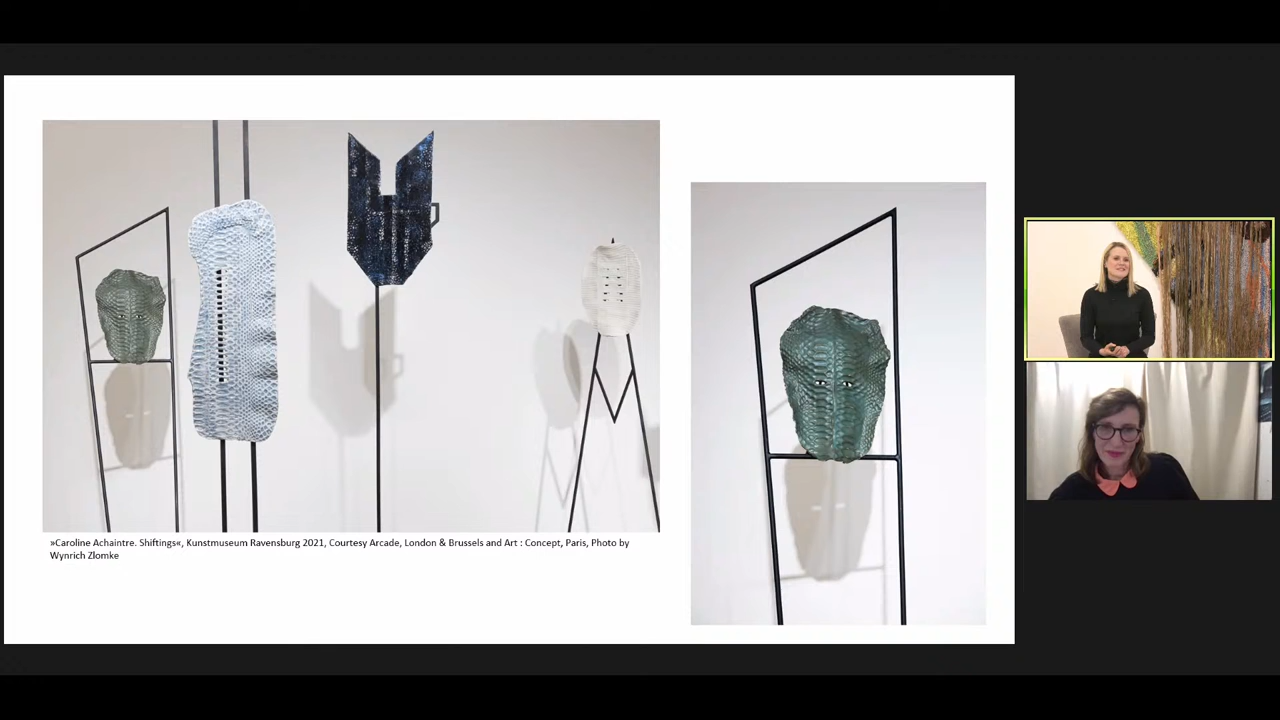 »Caroline Achaintre. Shiftings«, Kunstmuseum Ravensburg 2021, Courtesy Arcade, London & Brussels and Art : Concept, Paris, Photo by
Wynrich Zlomke